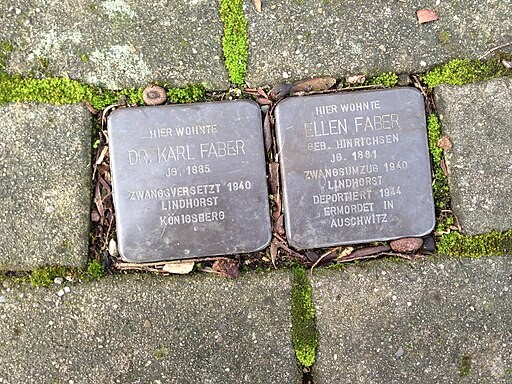 HIER WOHNTE
DR. KARL FABER
JG. 1885
ZWANGSVERSETZT 1940
LINDHORST
KÖNIGSBERG
HIER WOHNTE
ELLEN FABER
GEB. HINRICHSEN
JG. 1891
ZWANGSUMZUG 1940
LINDHORST
DEPORTIERT 1944
ERMORDET IN
AUSCHWITZ